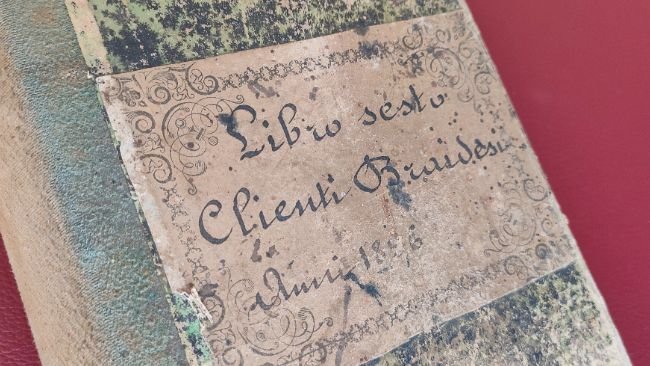 Libro sesto
Clienti Braidesi